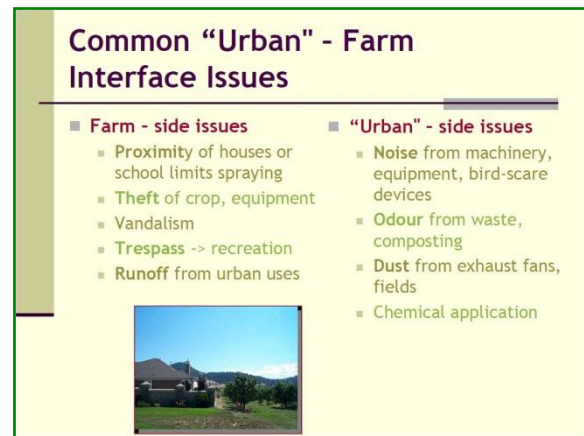 Common “Urban" - Farm
Interface Issues
Farm - side issues
Proximity of houses or
school limits spraying
Theft of crop, equipment
Vandalism
Trespass -> recreation
Runoff from urban uses
“Urban" - side issues
Noise from machinery,
equipment, bird-scare
devices
Odour from waste,
composting
Dust from exhaust fans,
fields
Chemical application